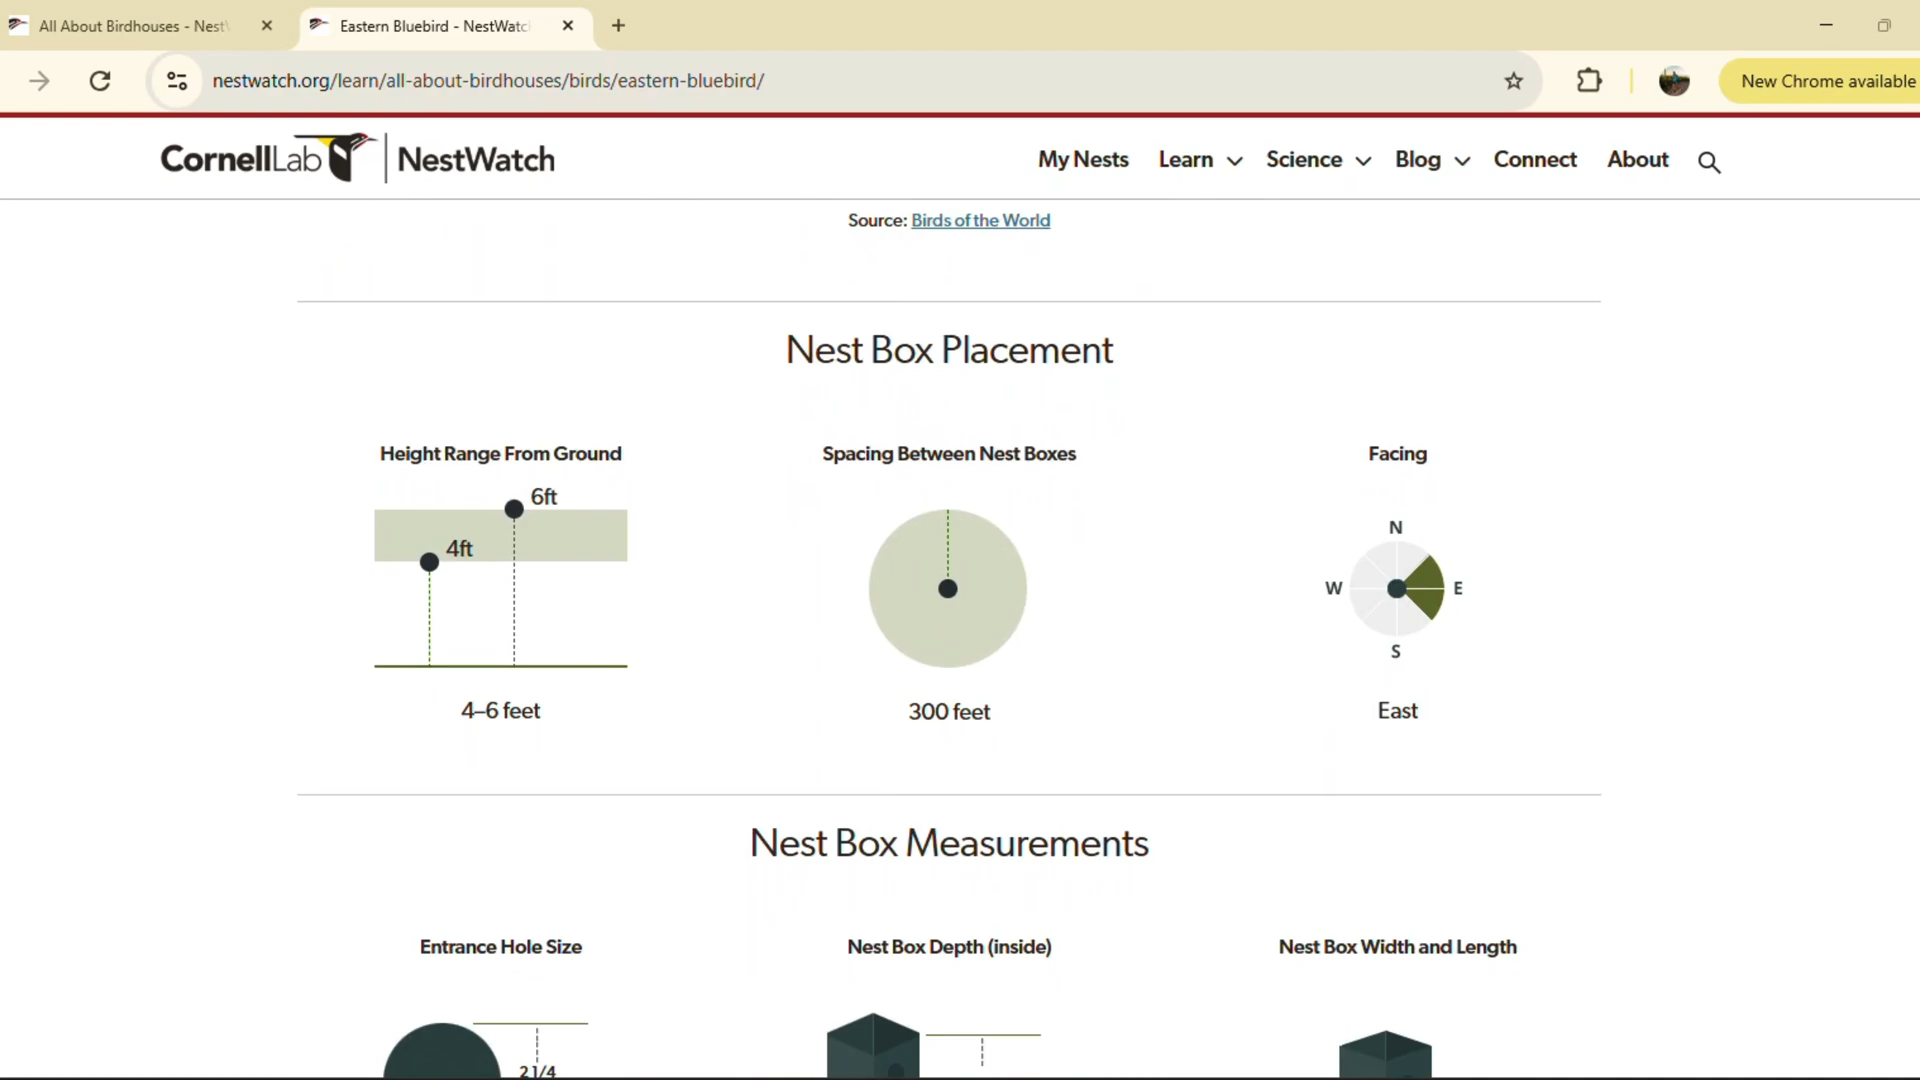 All About Birdhouses - Nest
Eastern Bluebird - NestWatc
nestwatch.org/learn/all-about-birdhouses/birds/eastern-bluebird/
New Chrome available
CornellLab NestWatch
My Nests Learn Science Blog Connect About
Source: Birds of the World
Nest Box Placement
Height Range From Ground
6ft
4ft
4–6 feet
Spacing Between Nest Boxes
300 feet
Facing
N
W E
S
East
Nest Box Measurements
Entrance Hole Size
2 1/4
Nest Box Depth (inside)
Nest Box Width and Length